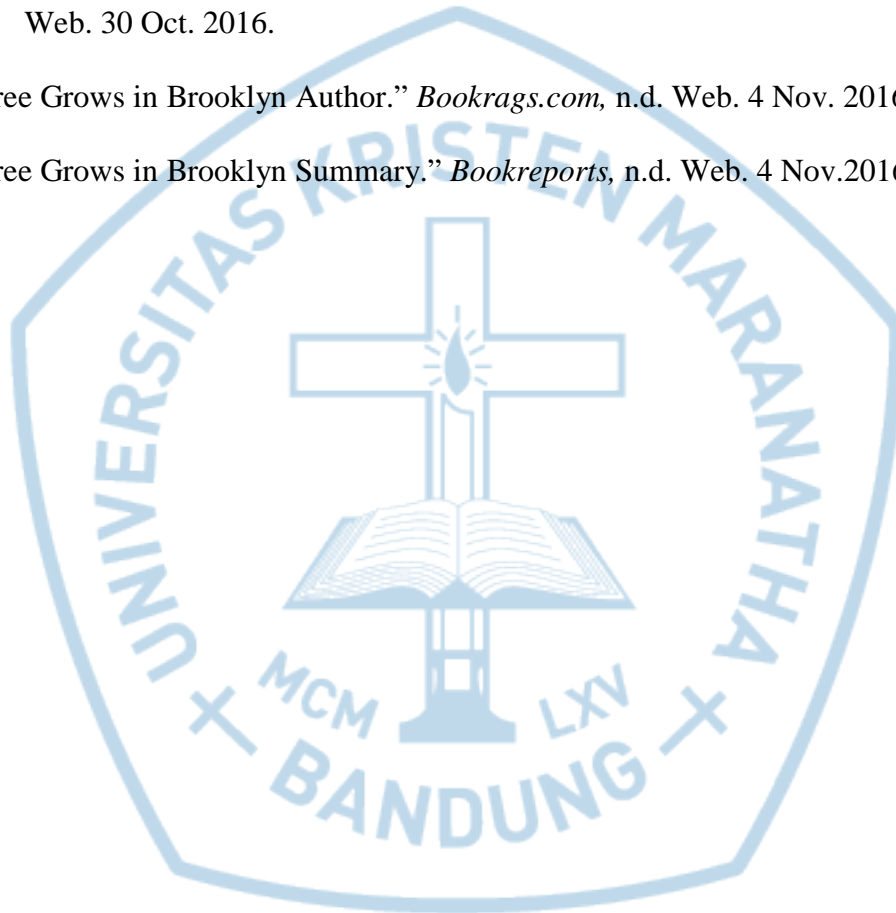 Web. 30 Oct. 2016.
ree Grows in Brooklyn Author.” Bookrags.com, n.d. Web. 4 Nov. 2016
ree Grows in Brooklyn Summary.” Bookreports, n.d. Web. 4 Nov.2016
UNIVERSITAS KRISTEN MARANATHA
MCM LXV
+ BANDUNG +